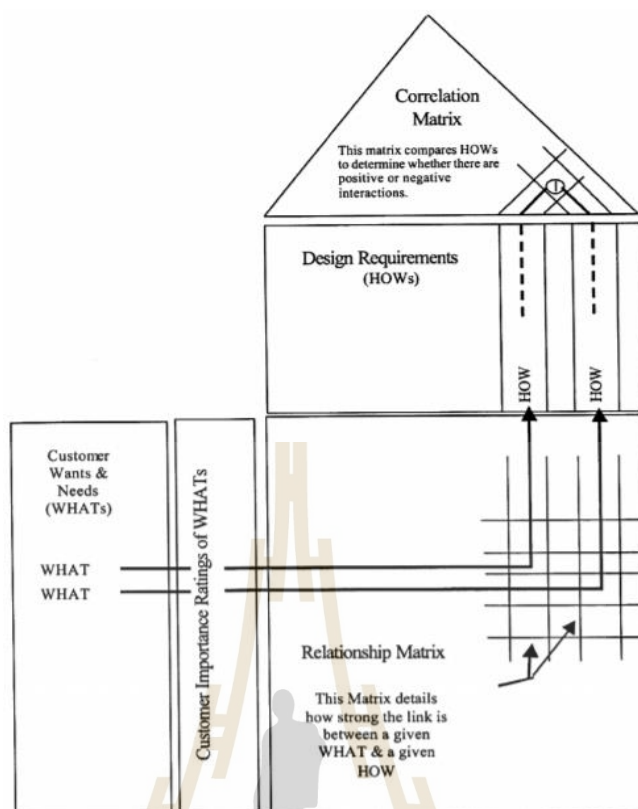 Correlation
Matrix
This matrix compares HOWs
to determine whether there are
positive or negative
interactions.
Design Requirements
(HOWs)
HOW
HOW
Customer
Wants &
Needs
(WHATs)
Customer Importance Ratings of WHATs
WHAT
WHAT
Relationship Matrix
This Matrix details
how strong the link is
between a given
WHAT & a given
HOW